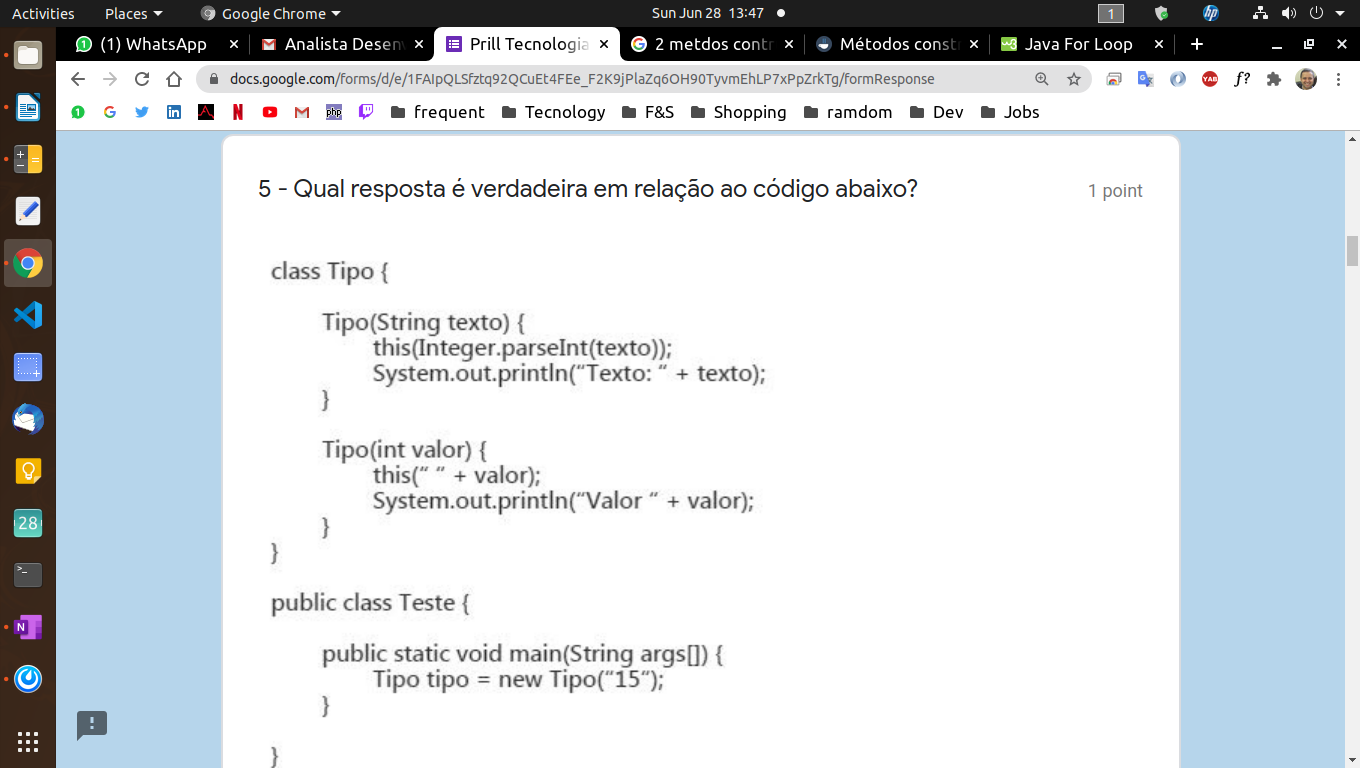 Activities Places Google Chrome Sun Jun 28 13:47 1
(1) WhatsApp Analista Desenv Prill Tecnologia 2 metdos contr Métodos const Java For Loop
docs.google.com/forms/d/e/1FAIpQLSfztq92QCuEt4FEe_F2K9jPlaZq6OH90TyvmEhLP7xPpZrkTg/formResponse
frequent Tecnology F&S Shopping ramdom Dev Jobs
5 - Qual resposta é verdadeira em relação ao código abaixo? 1 point
class Tipo {
Tipo(String texto) {
this(Integer.parseInt(texto));
System.out.println(“Texto: “ + texto);
}
Tipo(int valor) {
this(“ “ + valor);
System.out.println(“Valor “ + valor);
}
}
public class Teste {
public static void main(String args[]) {
Tipo tipo = new Tipo(“15“);
}
}
28